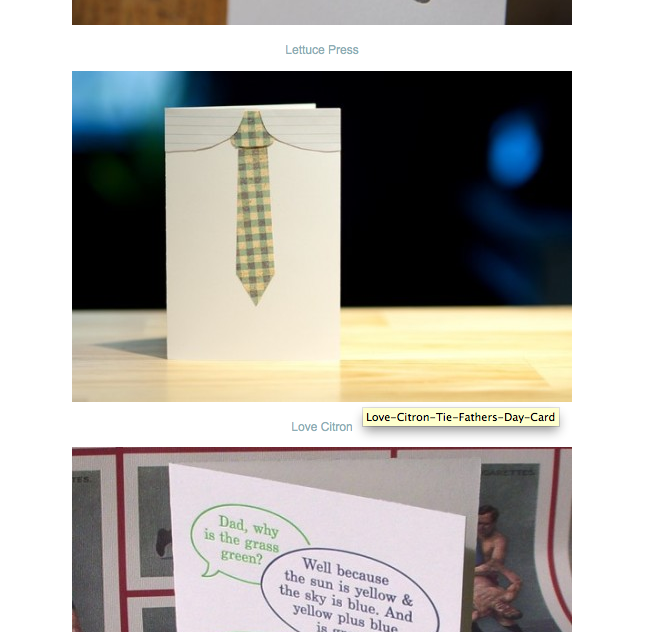 Lettuce Press
Love Citron
Love-Citron-Tie-Fathers-Day-Card
Dad, why
is the grass
green?
Well because
the sun is yellow &
the sky is blue. And
yellow plus blue
is